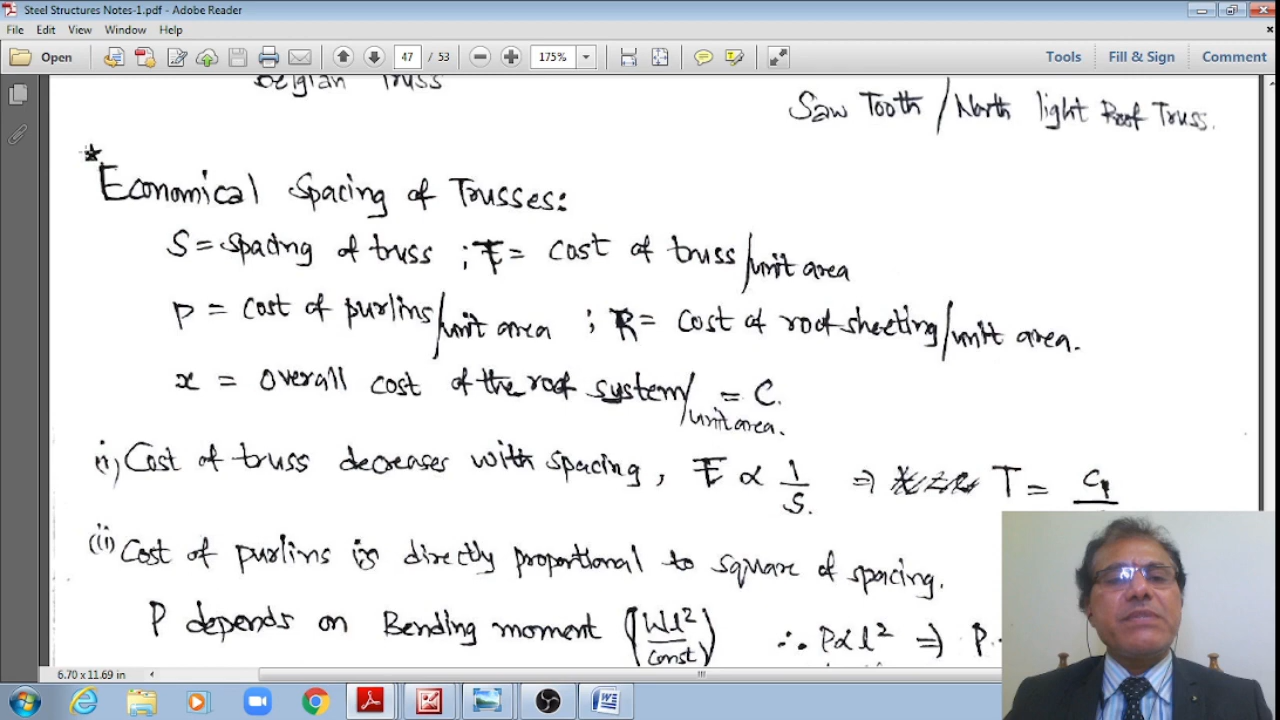 Steel Structures Notes-1.pdf - Adobe Reader
File Edit View Window Help
Open 47 / 53 175% Tools Fill & Sign Comment
Belgian Truss
Saw Tooth / North light Roof Truss.
* Economical Spacing of Trusses:
S = spacing of truss ; T = cost of truss/unit area
P = cost of purlins/unit area ; R = cost of roof sheeting/unit area.
x = overall cost of the roof system/unit area. = C.
(i) Cost of truss decreases with spacing, T ∝ 1/S. ⇒ T = C1
(ii) Cost of purlins is directly proportional to square of spacing.
P depends on Bending moment (Wl²/const) ∴ P ∝ l² ⇒ P
6.70 x 11.69 in